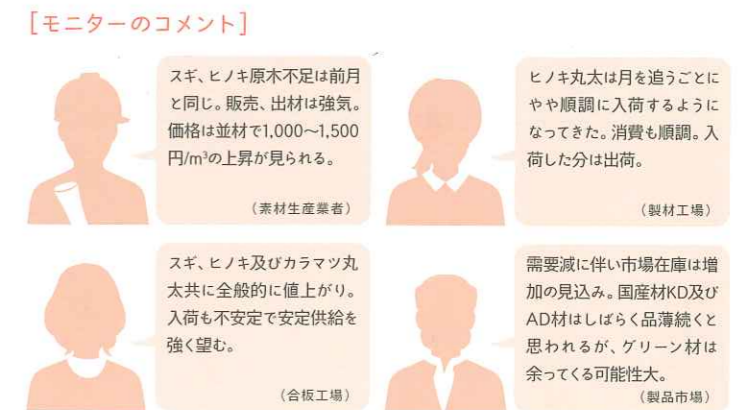 [モニターのコメント]
スギ、ヒノキ原木不足は前月
と同じ。販売、出材は強気。
価格は並材で1,000〜1,500
円/m³の上昇が見られる。
(素材生産業者)
ヒノキ丸太は月を追うごとに
やや順調に入荷するように
なってきた。消費も順調。入
荷した分は出荷。
(製材工場)
スギ、ヒノキ及びカラマツ丸
太共に全般的に値上がり。
入荷も不安定で安定供給を
強く望む。
(合板工場)
需要減に伴い市場在庫は増
加の見込み。国産材KD及び
AD材はしばらく品薄続くと
思われるが、グリーン材は
余ってくる可能性大。
(製品市場)